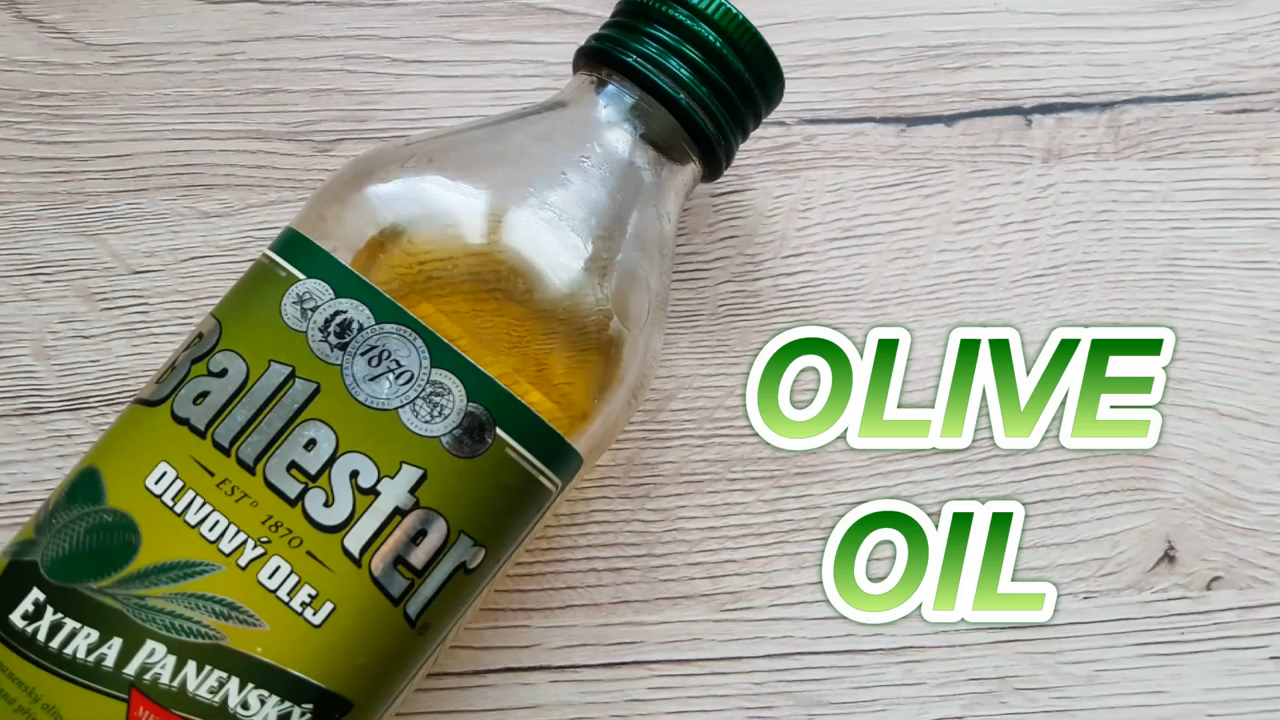 1870
Ballester
ESTD 1870
OLIVOVÝ OLEJ
EXTRA PANENSKÝ
OLIVE
OIL